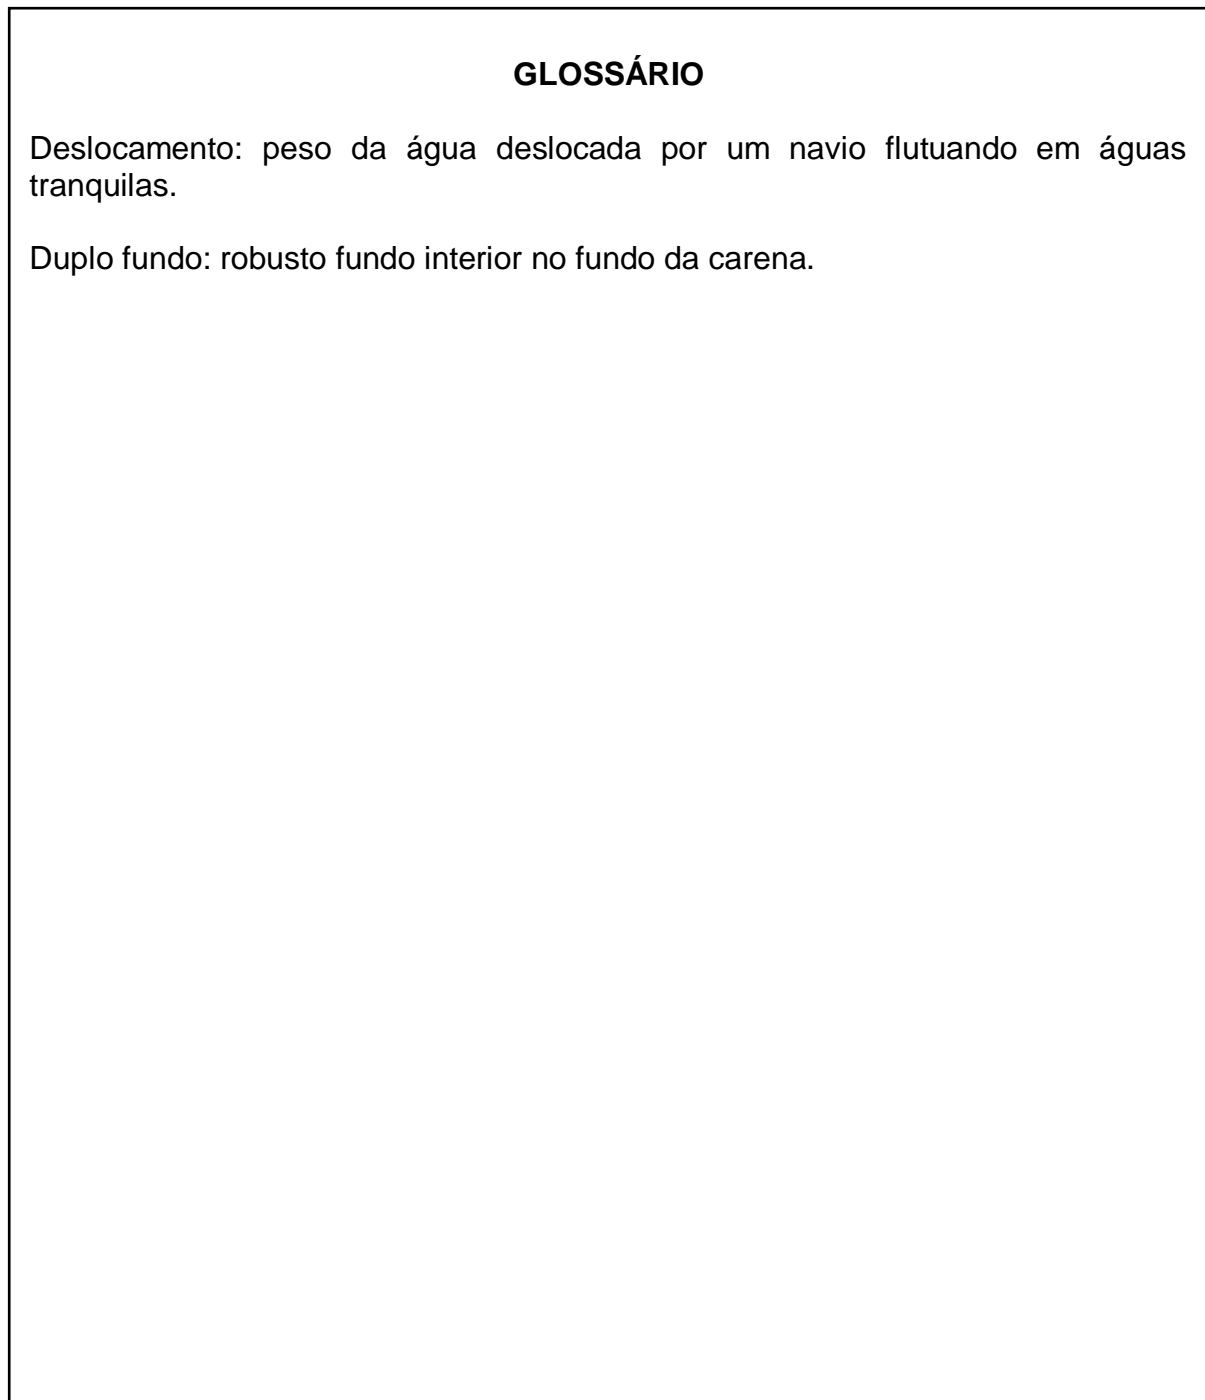 GLOSSÁRIO
Deslocamento: peso da água deslocada por um navio flutuando em águas
tranquilas.
Duplo fundo: robusto fundo interior no fundo da carena.